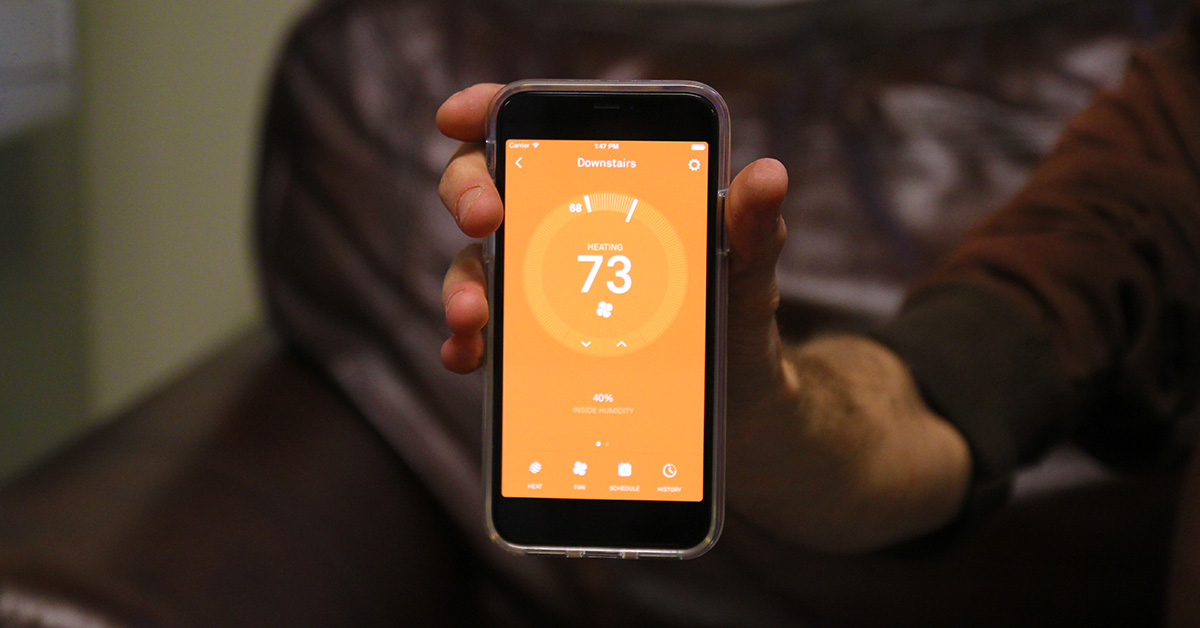 Carrier 1:47 PM
Downstairs
68
HEATING
73
40%
INSIDE HUMIDITY
HEAT FAN SCHEDULE HISTORY